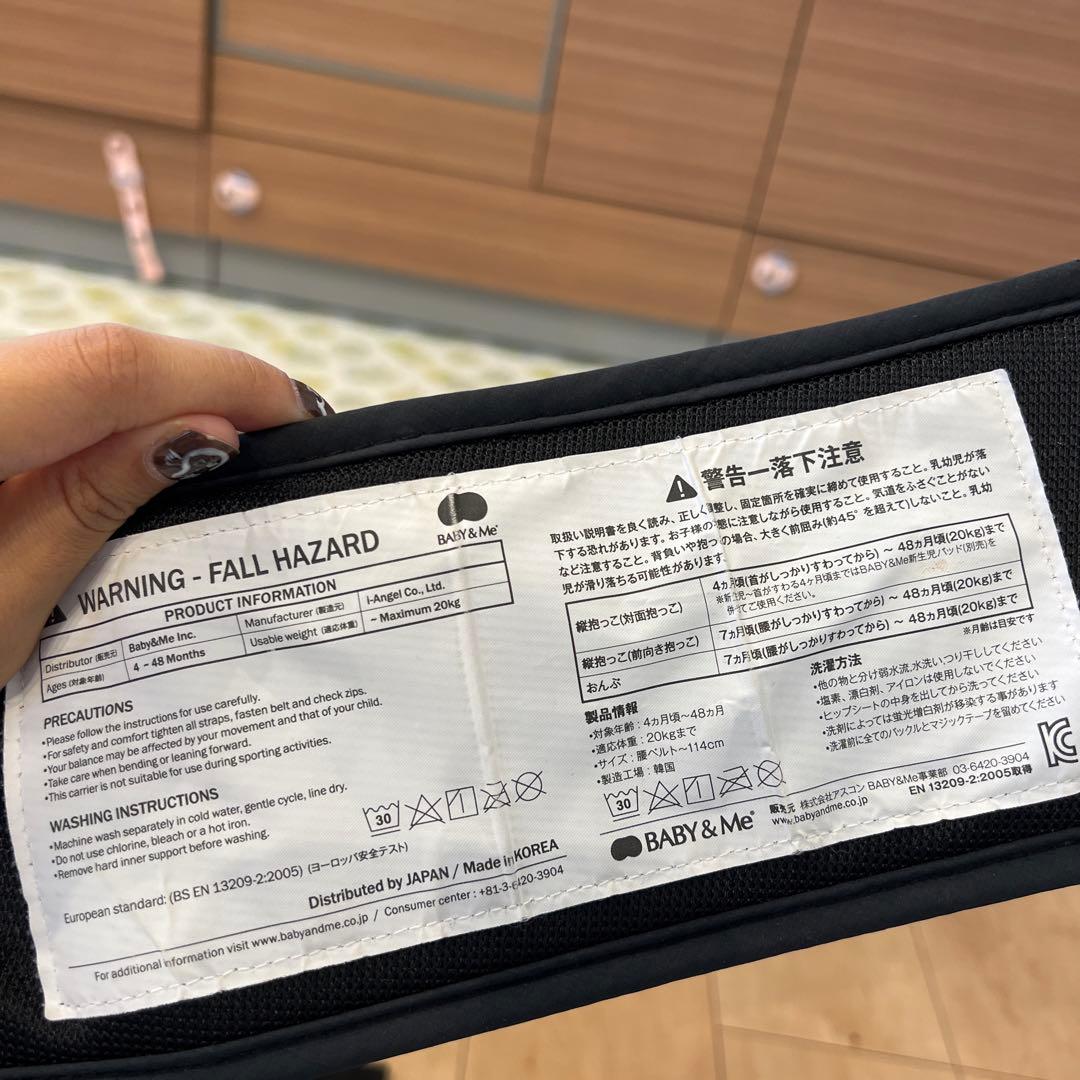 BABY & Me®
WARNING - FALL HAZARD
PRODUCT INFORMATION
Distributor (販売元) Baby&Me Inc. Manufacturer (製造元) i-Angel Co., Ltd.
Ages (対象年齢) 4 ~ 48 Months Usable weight (適応体重) ~ Maximum 20kg
PRECAUTIONS
•Please follow the instructions for use carefully.
•For safety and comfort tighten all straps, fasten belt and check zips.
•Your balance may be affected by your movement and that of your child.
•Take care when bending or leaning forward.
•This carrier is not suitable for use during sporting activities.
WASHING INSTRUCTIONS
•Machine wash separately in cold water, gentle cycle, line dry.
•Do not use chlorine, bleach or a hot iron.
•Remove hard inner support before washing.
30
European standard: (BS EN 13209-2:2005) (ヨーロッパ安全テスト)
Distributed by JAPAN / Made in KOREA
For additional information visit www.babyandme.co.jp / Consumer center : +81-3-6420-3904
警告ー落下注意
取扱い説明書を良く読み、正しく調整し、固定箇所を確実に締めて使用すること。乳幼児が落
下する恐れがあります。お子様の状態に注意しながら使用すること。気道をふさぐことがない
など注意すること。背負いや抱っこの場合、大きく前屈み(約45°を超えて)しないこと。乳幼
児が滑り落ちる可能性があります。
縦抱っこ(対面抱っこ) 4ヵ月頃(首がしっかりすわってから) ~ 48ヵ月頃(20kg)まで
※新生児~首がすわる4ヶ月頃まではBABY&Me新生児パッド(別売)を
併せてご使用ください。
縦抱っこ(前向き抱っこ) 7ヵ月頃(腰がしっかりすわってから) ~ 48ヵ月頃(20kg)まで
おんぶ 7ヵ月頃(腰がしっかりすわってから) ~ 48ヵ月頃(20kg)まで
※月齢は目安です
製品情報
•対象年齢：4ヵ月頃~48ヵ月
•適応体重：20kgまで
•サイズ：腰ベルト~114cm
•製造工場：韓国
30
洗濯方法
•他の物と分け弱水流、水洗い、つり干ししてください
•塩素、漂白剤、アイロンは使用しないでください
•ヒップシートの中身を出してから洗ってください
•洗剤によっては蛍光増白剤が移染する事があります
•洗濯前に全てのバックルとマジックテープを留めてください
BABY & Me®
販売元 株式会社アスコン BABY&Me事業部 03-6420-3904
www.babyandme.co.jp EN 13209-2:2005取得